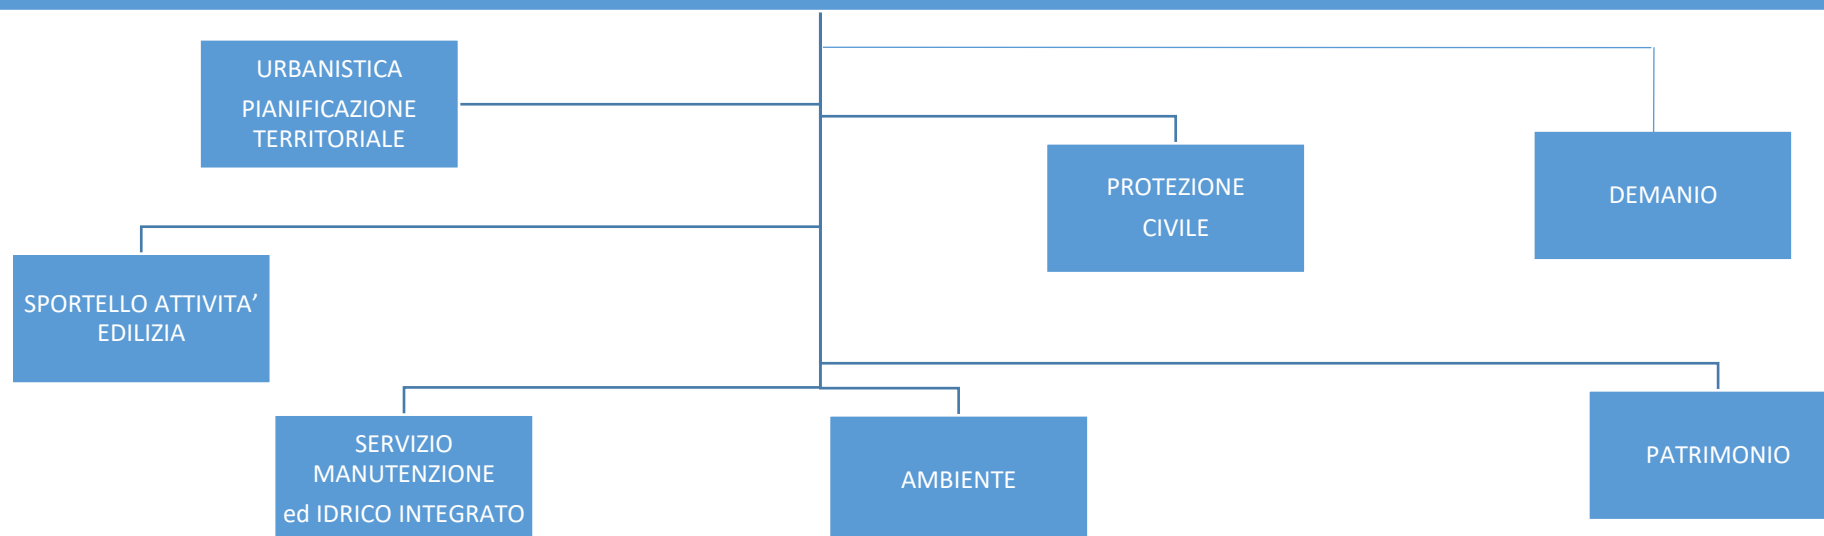 URBANISTICA
PIANIFICAZIONE
TERRITORIALE
PROTEZIONE
CIVILE
DEMANIO
SPORTELLO ATTIVITA’
EDILIZIA
SERVIZIO
MANUTENZIONE
ed IDRICO INTEGRATO
AMBIENTE
PATRIMONIO